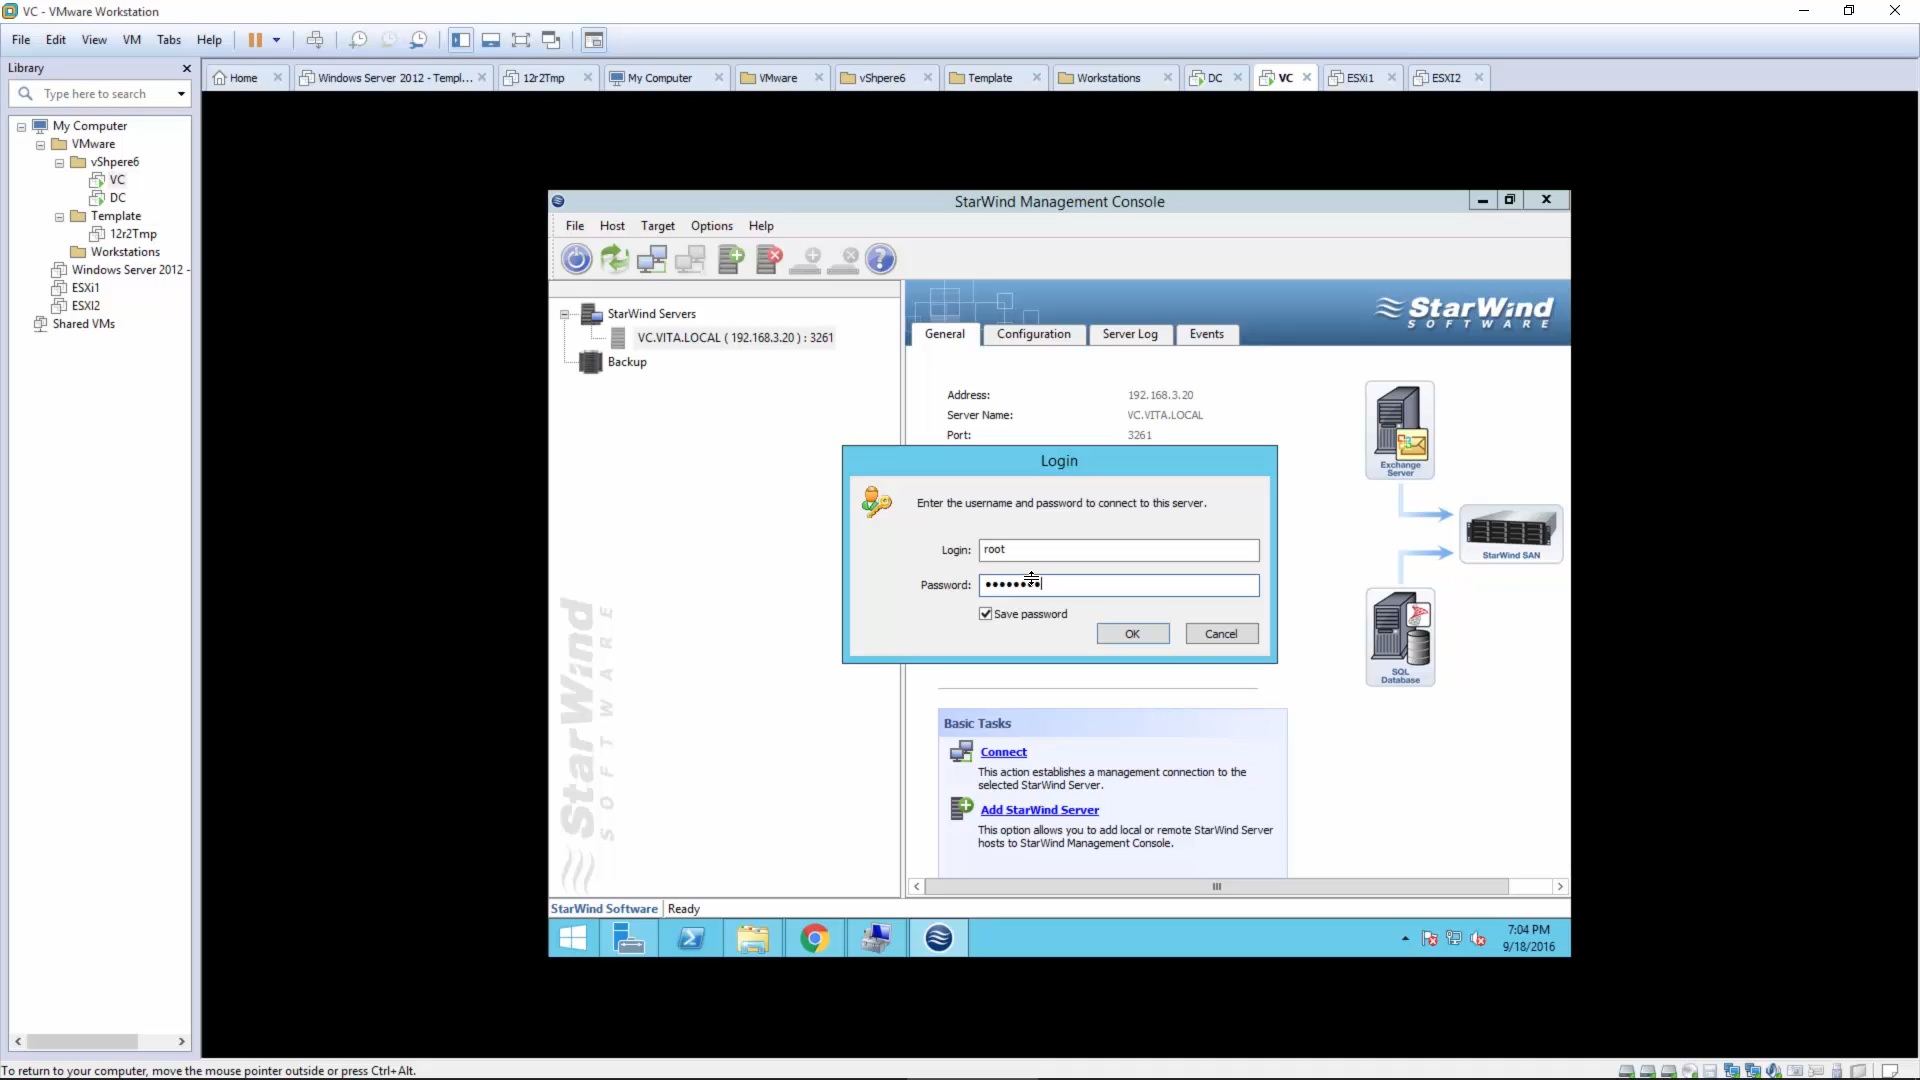 VC - VMware Workstation
File Edit View VM Tabs Help
Library
Type here to search
My Computer
VMware
vShpere6
VC
DC
Template
12r2Tmp
Workstations
Windows Server 2012 -
ESXi1
ESXI2
Shared VMs
Home
Windows Server 2012 - Templ...
12r2Tmp
My Computer
VMware
vShpere6
Template
Workstations
DC
VC
ESXi1
ESXI2
StarWind Management Console
File Host Target Options Help
StarWind Servers
VC.VITA.LOCAL ( 192.168.3.20 ) : 3261
Backup
StarWind
SOFTWARE
StarWind
SOFTWARE
General Configuration Server Log Events
Address: 192.168.3.20
Server Name: VC.VITA.LOCAL
Port: 3261
Login
Enter the username and password to connect to this server.
Login: root
Password: ••••••••
Save password
OK Cancel
Exchange
Server
StarWind SAN
SQL
Database
Basic Tasks
Connect
This action establishes a management connection to the
selected StarWind Server.
Add StarWind Server
This option allows you to add local or remote StarWind Server
hosts to StarWind Management Console.
StarWind Software Ready
7:04 PM
9/18/2016
To return to your computer, move the mouse pointer outside or press Ctrl+Alt.